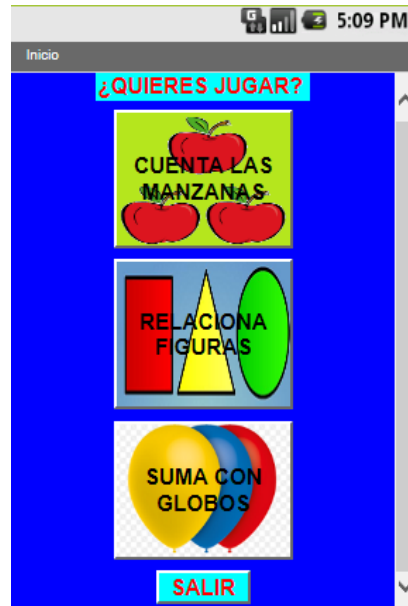 5:09 PM
Inicio
¿QUIERES JUGAR?
CUENTA LAS
MANZANAS
RELACIONA
FIGURAS
SUMA CON
GLOBOS
SALIR